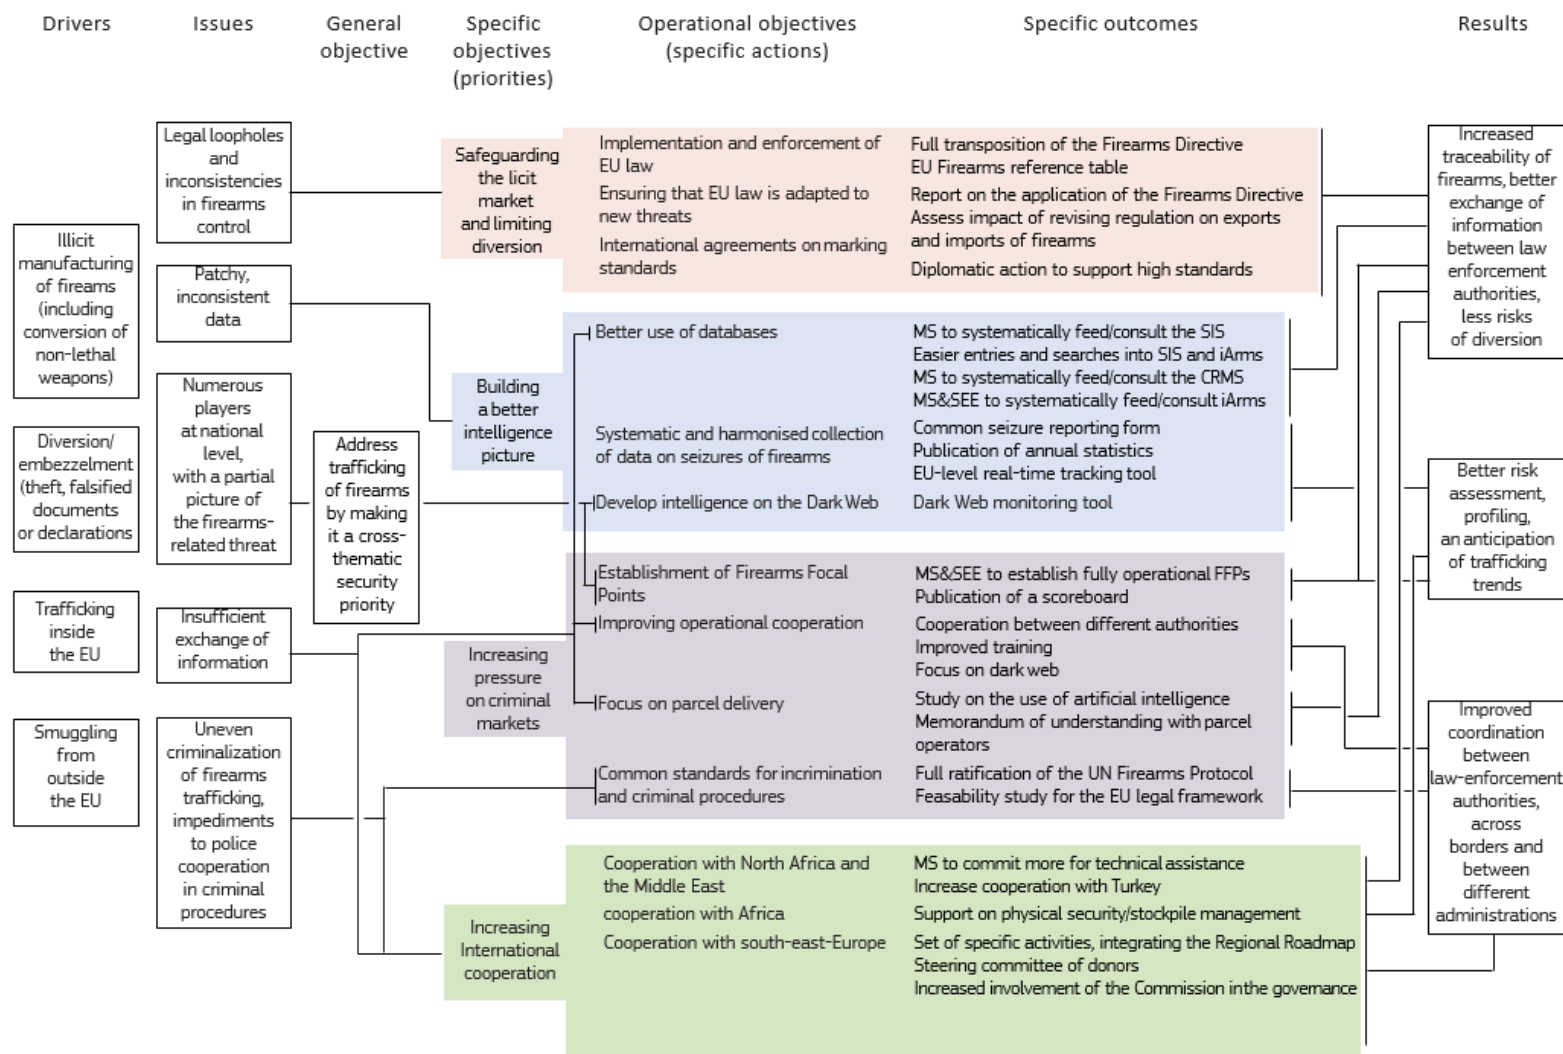 Drivers
Issues
General
objective
Specific
objectives
(priorities)
Operational objectives
(specific actions)
Specific outcomes
Results
Illicit
manufacturing
of fireams
(including
conversion of
non-lethal
weapons)
Diversion/
embezzelment
(theft, falsified
documents
or declarations
Trafficking
inside
the EU
Smuggling
from
outside
the EU
Legal loopholes
and
inconsistencies
in firearms
control
Patchy,
inconsistent
data
Numerous
players
at national
level,
with a partial
picture of
the firearms-
related threat
Insufficient
exchange of
information
Uneven
criminalization
of firearms
trafficking,
impediments
to police
cooperation
in criminal
procedures
Address
trafficking
of firearms
by making
it a cross-
thematic
security
priority
Safeguarding
the licit
market
and limiting
diversion
Implementation and enforcement of
EU law
Ensuring that EU law is adapted to
new threats
International agreements on marking
standards
Full transposition of the Firearms Directive
EU Firearms reference table
Report on the application of the Firearms Directive
Assess impact of revising regulation on exports
and imports of firearms
Diplomatic action to support high standards
Building
a better
intelligence
picture
Better use of databases
Systematic and harmonised collection
of data on seizures of firearms
Develop intelligence on the Dark Web
MS to systematically feed/consult the SIS
Easier entries and searches into SIS and iArms
MS to systematically feed/consult the CRMS
MS&SEE to systematically feed/consult iArms
Common seizure reporting form
Publication of annual statistics
EU-level real-time tracking tool
Dark Web monitoring tool
Increasing
pressure
on criminal
markets
Establishment of Firearms Focal
Points
Improving operational cooperation
Focus on parcel delivery
Common standards for incrimination
and criminal procedures
MS&SEE to establish fully operational FFPs
Publication of a scoreboard
Cooperation between different authorities
Improved training
Focus on dark web
Study on the use of artificial intelligence
Memorandum of understanding with parcel
operators
Full ratification of the UN Firearms Protocol
Feasability study for the EU legal framework
Increasing
International
cooperation
Cooperation with North Africa and
the Middle East
cooperation with Africa
Cooperation with south-east-Europe
MS to commit more for technical assistance
Increase cooperation with Turkey
Support on physical security/stockpile management
Set of specific activities, integrating the Regional Roadmap
Steering committee of donors
Increased involvement of the Commission inthe governance
Increased
traceability of
firearms, better
exchange of
information
between law
enforcement
authorities,
less risks
of diversion
Better risk
assessment,
profiling,
an anticipation
of trafficking
trends
Improved
coordination
between
law-enforcement
authorities,
across
borders and
between
different
administrations